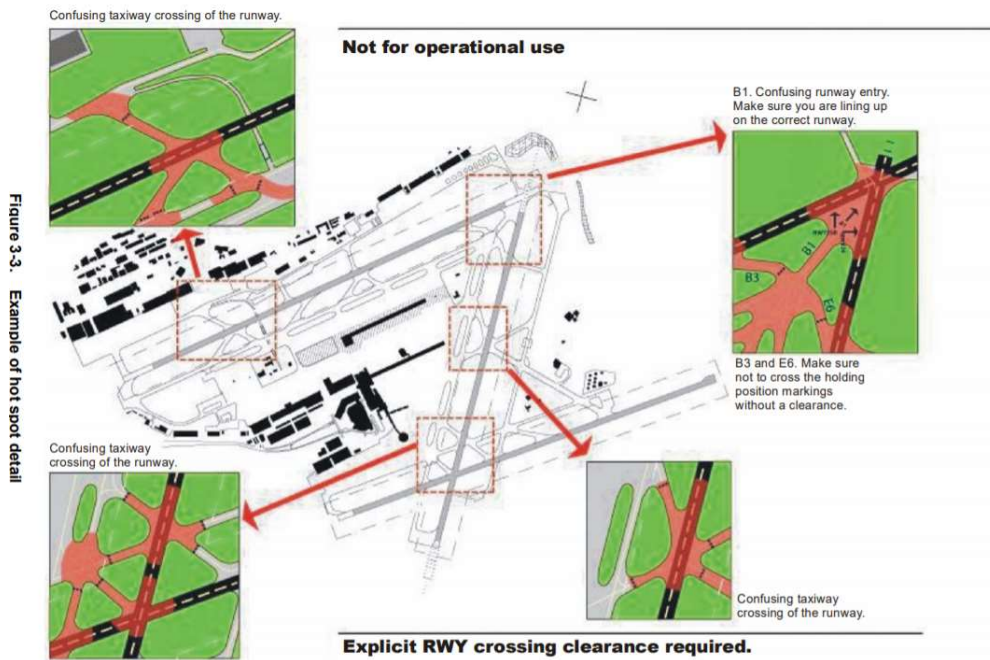 Confusing taxiway crossing of the runway.
Not for operational use
B1. Confusing runway entry.
Make sure you are lining up
on the correct runway.
B1
B3
E6
B3 and E6. Make sure
not to cross the holding
position markings
without a clearance.
Figure 3-3. Example of hot spot detail
Confusing taxiway
crossing of the runway.
Confusing taxiway
crossing of the runway.
Explicit RWY crossing clearance required.